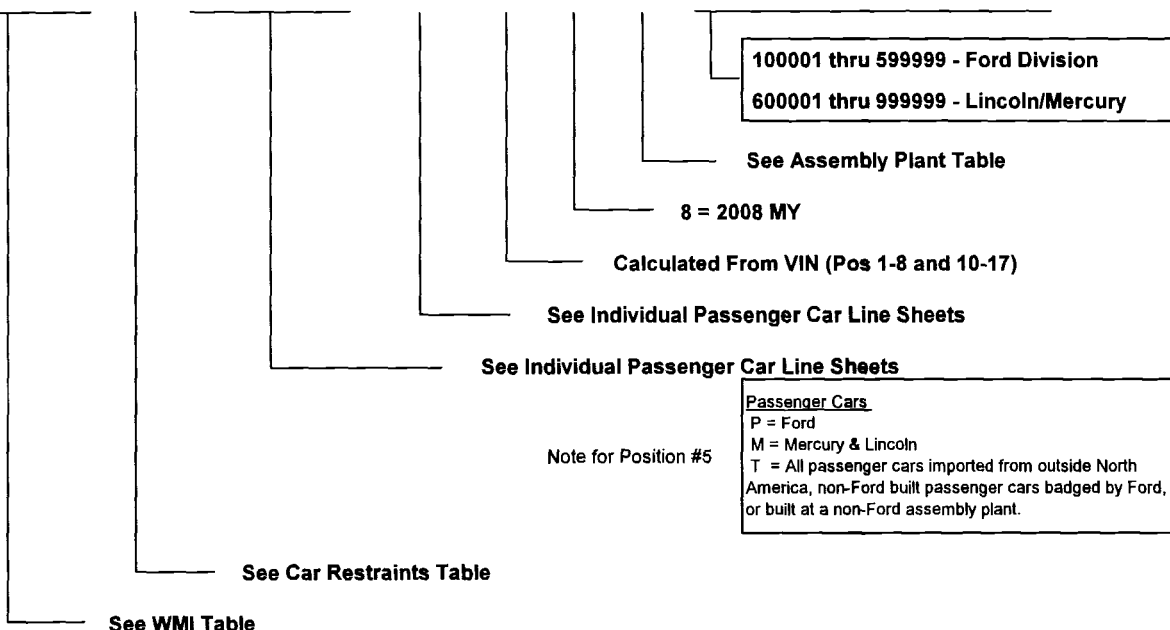 100001 thru 599999 - Ford Division
600001 thru 999999 - Lincoln/Mercury
See Assembly Plant Table
8 = 2008 MY
Calculated From VIN (Pos 1-8 and 10-17)
See Individual Passenger Car Line Sheets
See Individual Passenger Car Line Sheets
Note for Position #5
Passenger Cars
P = Ford
M = Mercury & Lincoln
T = All passenger cars imported from outside North
America, non-Ford built passenger cars badged by Ford,
or built at a non-Ford assembly plant.
See Car Restraints Table
See WMI Table